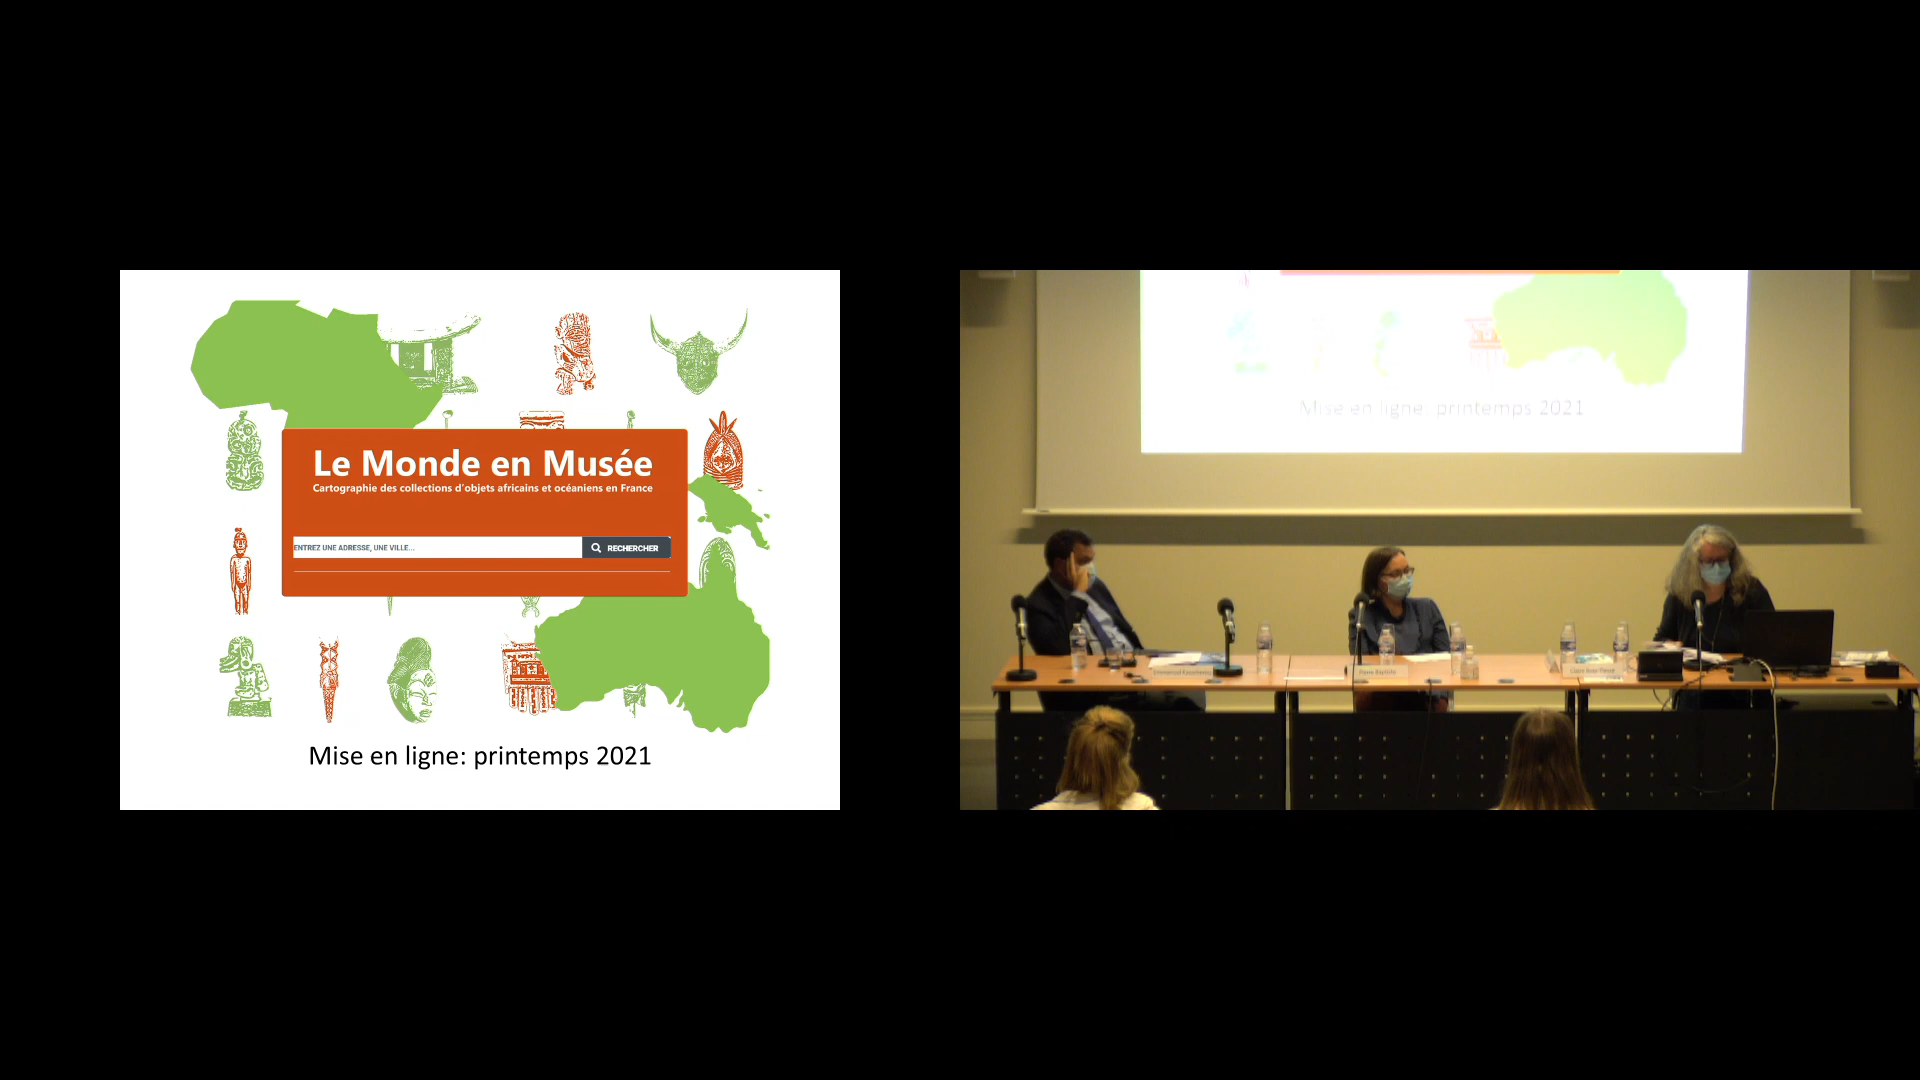 Le Monde en Musée
Cartographie des collections d'objets africains et océaniens en France
ENTREZ UNE ADRESSE, UNE VILLE...
RECHERCHER
Mise en ligne: printemps 2021
Mise en ligne: printemps 2021